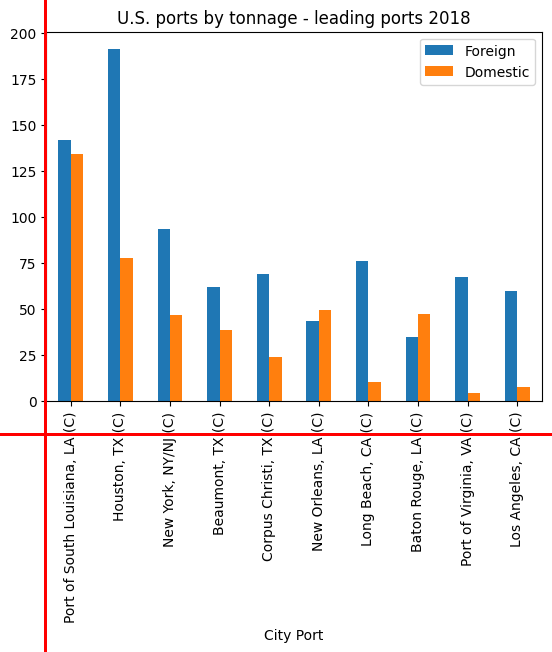 U.S. ports by tonnage - leading ports 2018
200
175
150
125
100
75
50
25
0
Foreign
Domestic
Port of South Louisiana, LA (C)
Houston, TX (C)
New York, NY/NJ (C)
Beaumont, TX (C)
Corpus Christi, TX (C)
New Orleans, LA (C)
Long Beach, CA (C)
Baton Rouge, LA (C)
Port of Virginia, VA (C)
Los Angeles, CA (C)
City Port